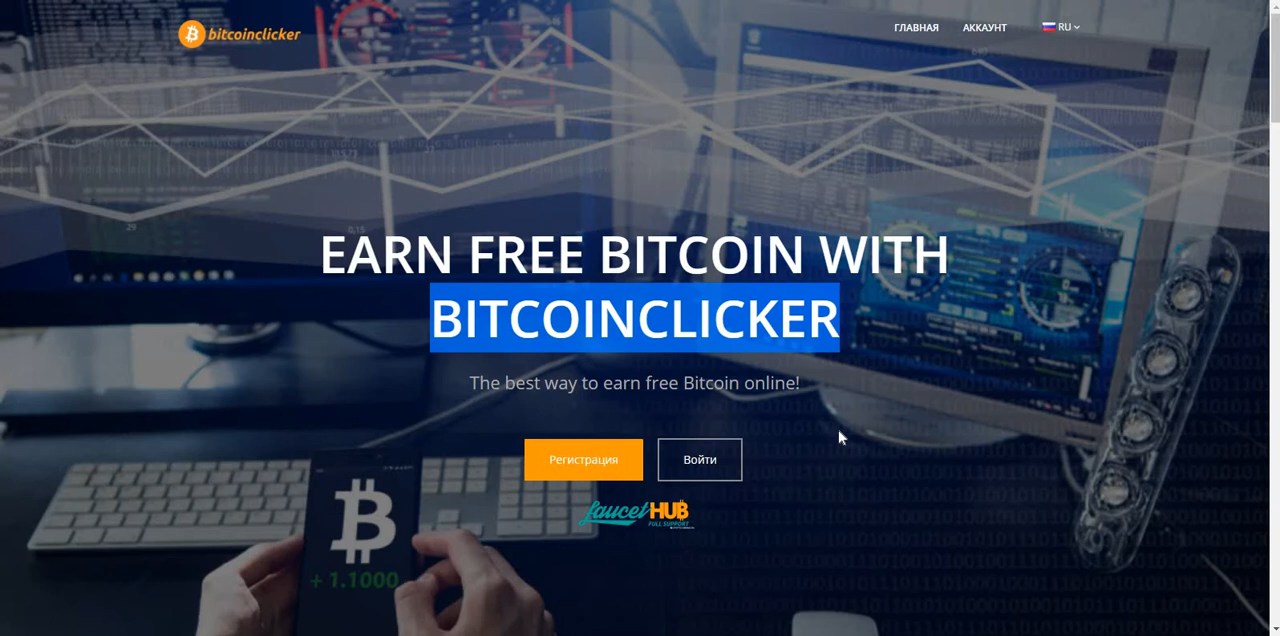 bitcoinclicker
ГЛАВНАЯ
АККАУНТ
RU
EARN FREE BITCOIN WITH
BITCOINCLICKER
The best way to earn free Bitcoin online!
Регистрация
Войти
faucetHUB
FULL SUPPORT
+ 1.1000